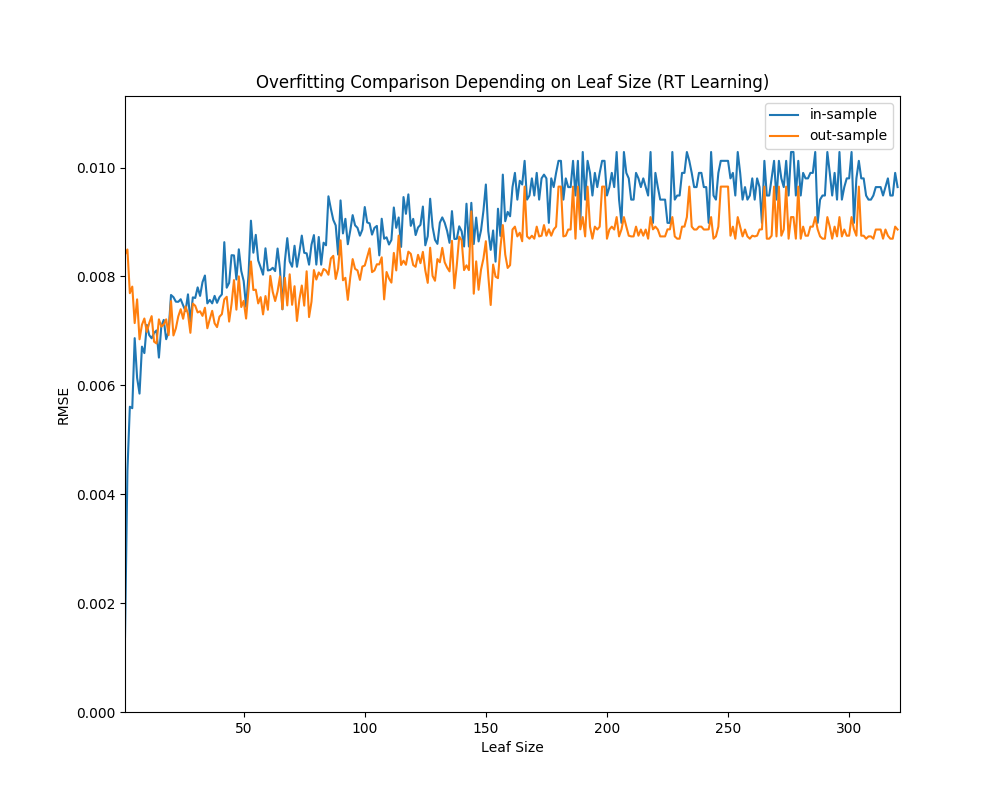 Overfitting Comparison Depending on Leaf Size (RT Learning)
in-sample
out-sample
0.010
0.008
0.006
0.004
0.002
0.000
RMSE
50
100
150
200
250
300
Leaf Size